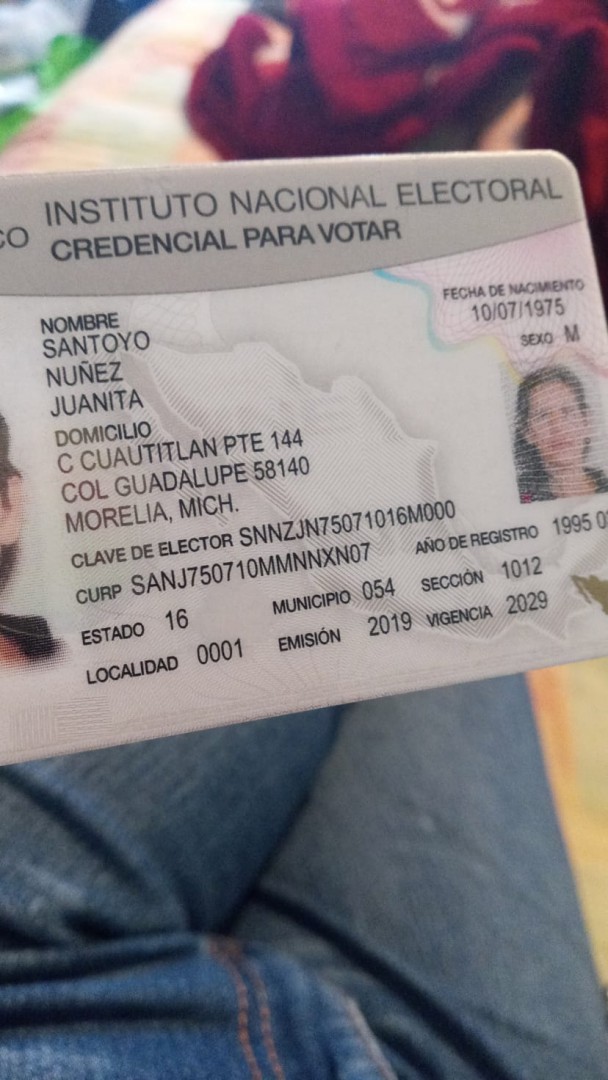 CO INSTITUTO NACIONAL ELECTORAL
CREDENCIAL PARA VOTAR
NOMBRE
SANTOYO
NUÑEZ
JUANITA
FECHA DE NACIMIENTO
10/07/1975
SEXO M
DOMICILIO
C CUAUTITLAN PTE 144
COL GUADALUPE 58140
MORELIA, MICH.
CLAVE DE ELECTOR SNNZJN75071016M000
CURP SANJ750710MMNNXN07 AÑO DE REGISTRO 1995 0
ESTADO 16 MUNICIPIO 054 SECCIÓN 1012
LOCALIDAD 0001 EMISIÓN 2019 VIGENCIA 2029